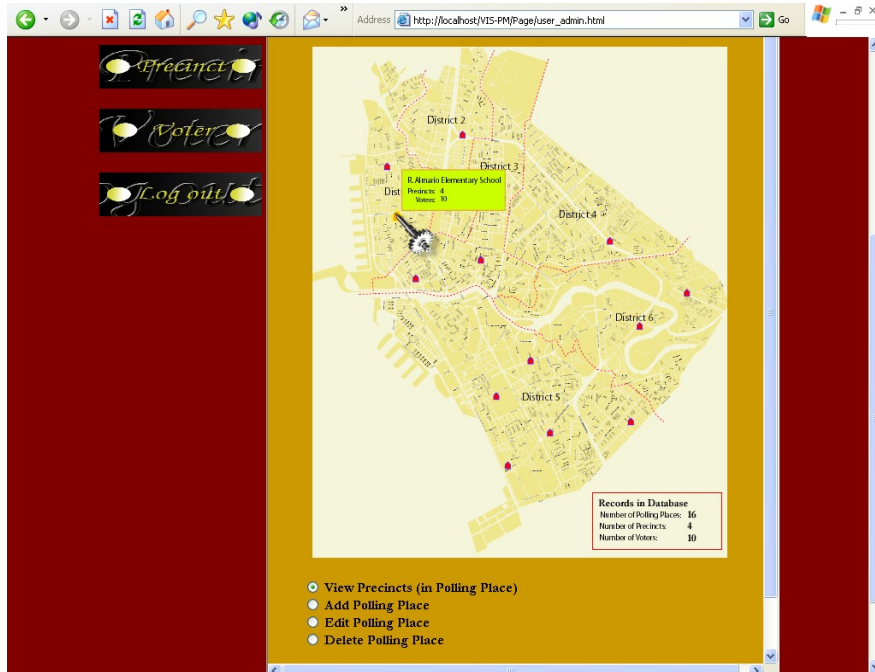 Address http://localhost/VIS-PM/Page/user_admin.html Go
Precinct
Voter
Log out
District 2
District 3
R. Almario Elementary School
Precincts: 4
Voters: 10
Dist
District 4
District 6
District 5
Records in Database
Number of Polling Places: 16
Number of Precincts: 4
Number of Voters: 10
View Precincts (in Polling Place)
Add Polling Place
Edit Polling Place
Delete Polling Place